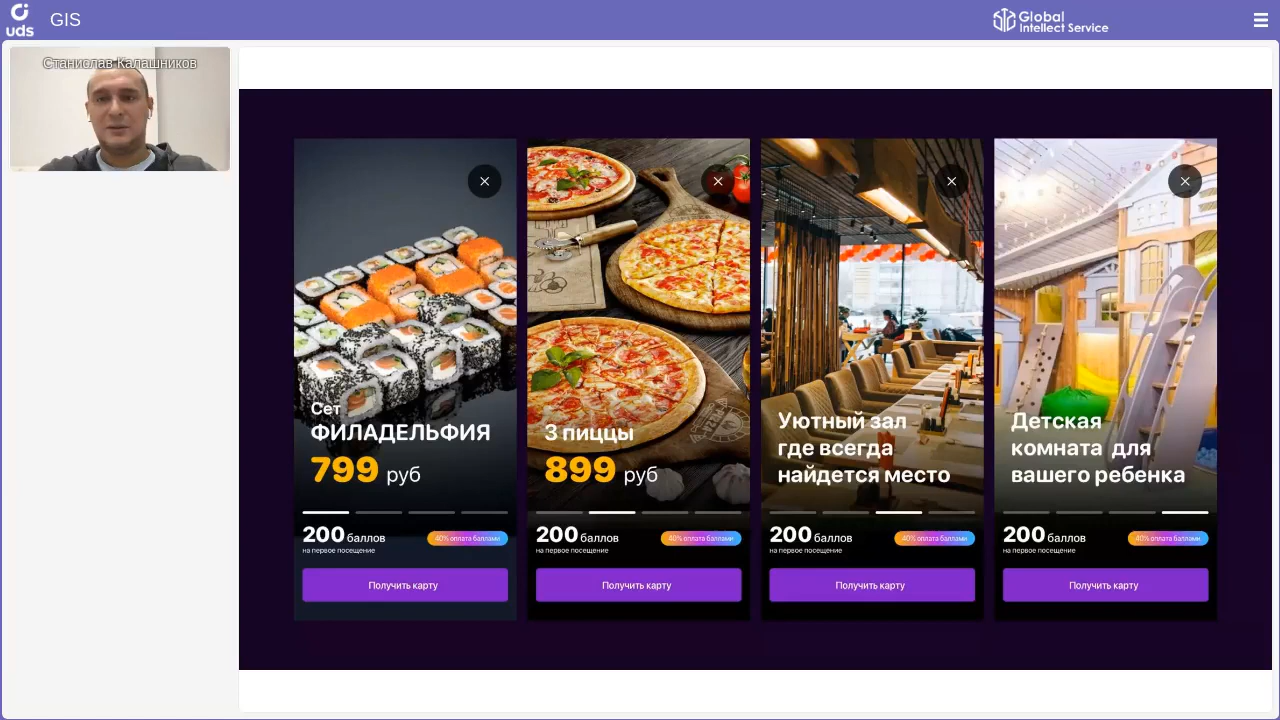 uds
GIS
Global
Intellect Service
Станислав Калашников
Сет
ФИЛАДЕЛЬФИЯ
799 руб
200 баллов
на первое посещение
40% оплата баллами
Получить карту
3 пиццы
899 руб
200 баллов
на первое посещение
40% оплата баллами
Получить карту
Уютный зал
где всегда
найдется место
200 баллов
на первое посещение
40% оплата баллами
Получить карту
Детская
комната для
вашего ребенка
200 баллов
на первое посещение
40% оплата баллами
Получить карту